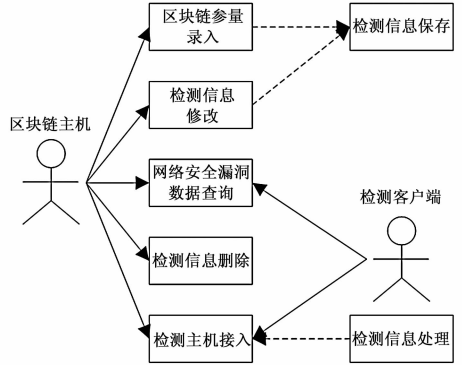 区块链参量
录入
检测信息保存
检测信息
修改
区块链主机
网络安全漏洞
数据查询
检测客户端
检测信息删除
检测主机接入
检测信息处理